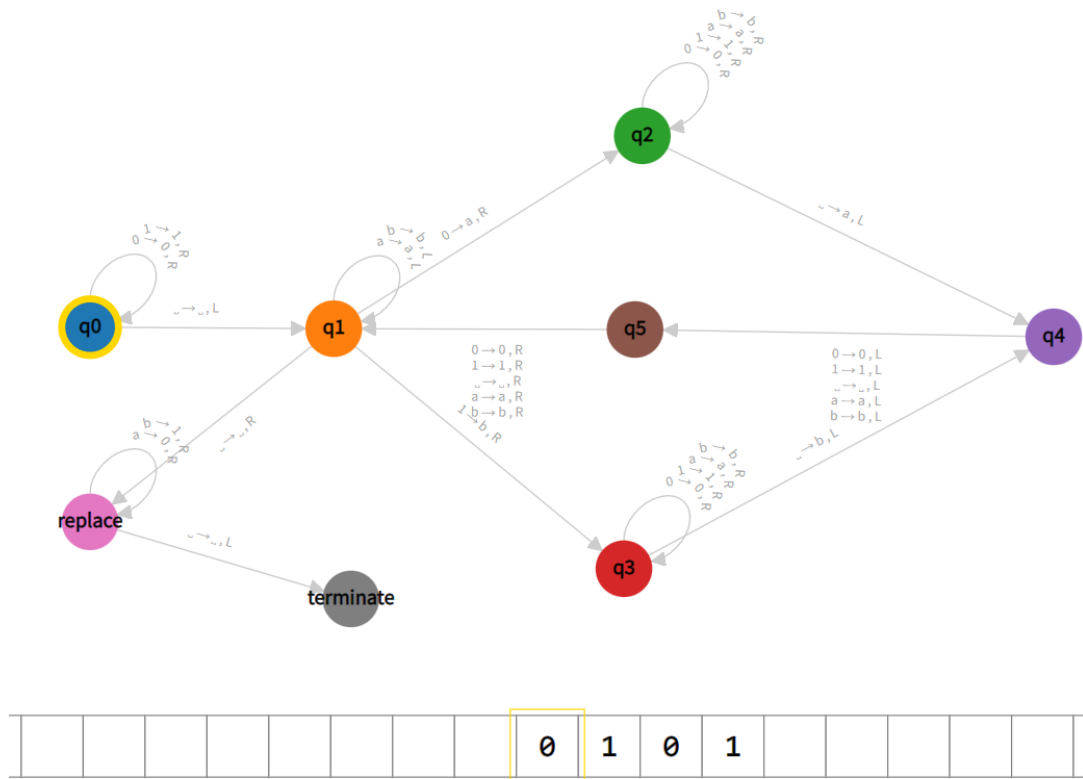 b→b,R
a→a,R
1→1,R
0→0,R
q2
␣→a,L
0→a,R
b→b,L
a→a,L
1→1,R
0→0,R
␣→␣,L
q0
q1
q5
q4
0→0,R
1→1,R
␣→␣,R
a→a,R
b→b,R
0→0,L
1→1,L
␣→␣,L
a→a,L
b→b,L
1→b,R
␣→␣,R
␣→b,L
b→1,R
a→0,R
b→b,R
a→a,R
1→1,R
0→0,R
replace
␣→␣,L
q3
terminate
0 1 0 1